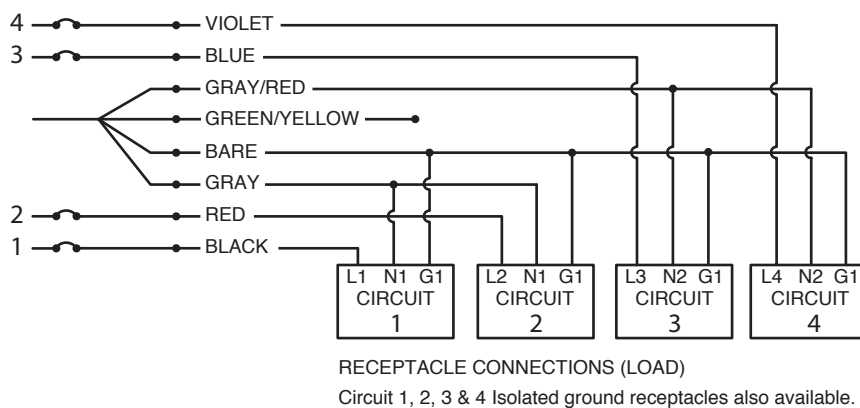 4 VIOLET
3 BLUE
GRAY/RED
GREEN/YELLOW
BARE
GRAY
2 RED
1 BLACK
L1 N1 G1 L2 N1 G1 L3 N2 G1 L4 N2 G1
CIRCUIT CIRCUIT CIRCUIT CIRCUIT
1 2 3 4
RECEPTACLE CONNECTIONS (LOAD)
Circuit 1, 2, 3 & 4 Isolated ground receptacles also available.